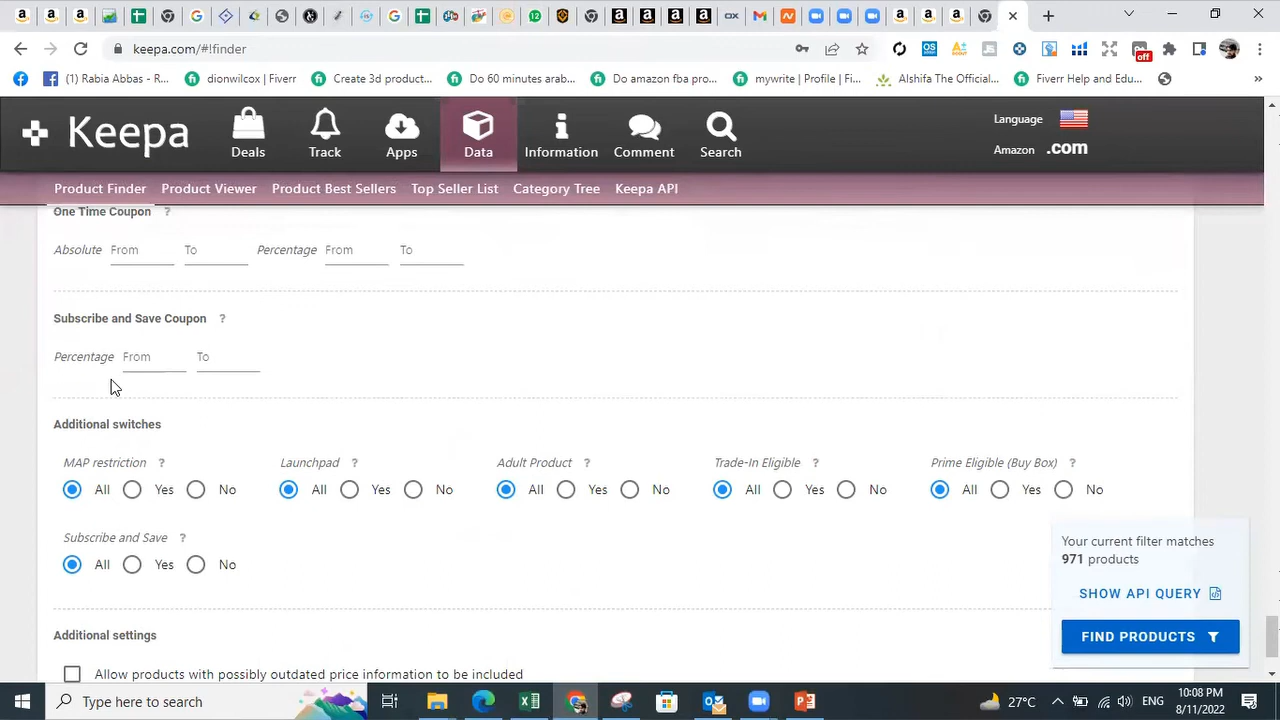 keepa.com/#!finder
off
(1) Rabia Abbas - R...
dionwilcox | Fiverr
Create 3d product...
Do 60 minutes arab...
Do amazon fba pro...
mywrite | Profile | Fi...
Alshifa The Official...
Fiverr Help and Edu...
»
Keepa
Deals
Track
Apps
Data
Information
Comment
Search
Language
Amazon .com
Product Finder Product Viewer Product Best Sellers Top Seller List Category Tree Keepa API
One Time Coupon ?
Absolute From To Percentage From To
Subscribe and Save Coupon ?
Percentage From To
Additional switches
MAP restriction ? Launchpad ? Adult Product ? Trade-In Eligible ? Prime Eligible (Buy Box) ?
All Yes No All Yes No All Yes No All Yes No All Yes No
Subscribe and Save ?
All Yes No
Your current filter matches
971 products
SHOW API QUERY
FIND PRODUCTS
Additional settings
Allow products with possibly outdated price information to be included
Type here to search
27°C
ENG
10:08 PM
8/11/2022